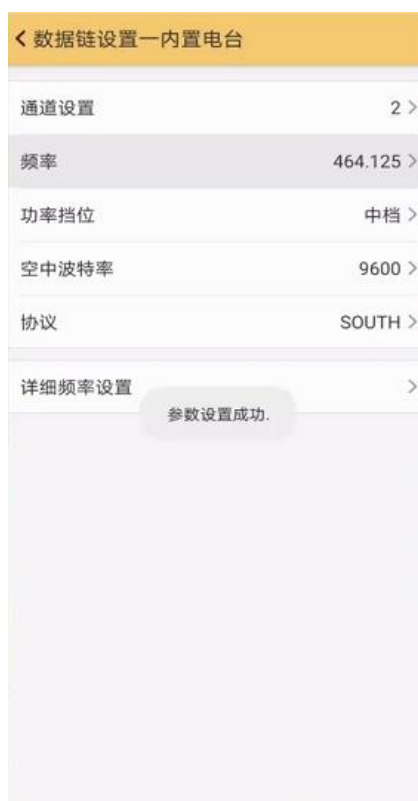 数据链设置一内置电台
通道设置 2
频率 464.125
功率挡位 中档
空中波特率 9600
协议 SOUTH
详细频率设置
参数设置成功.